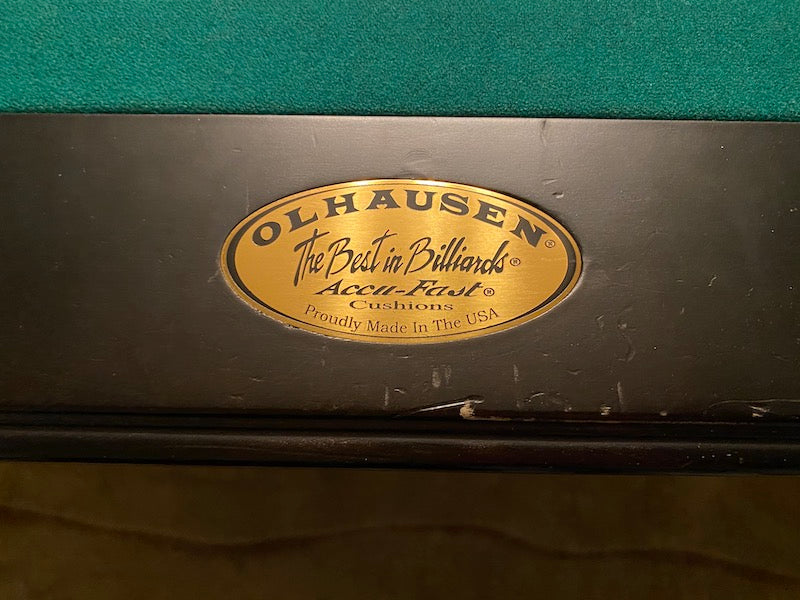 OLHAUSEN®
The Best in Billiards®
Accu-Fast®
Cushions
Proudly Made In The USA